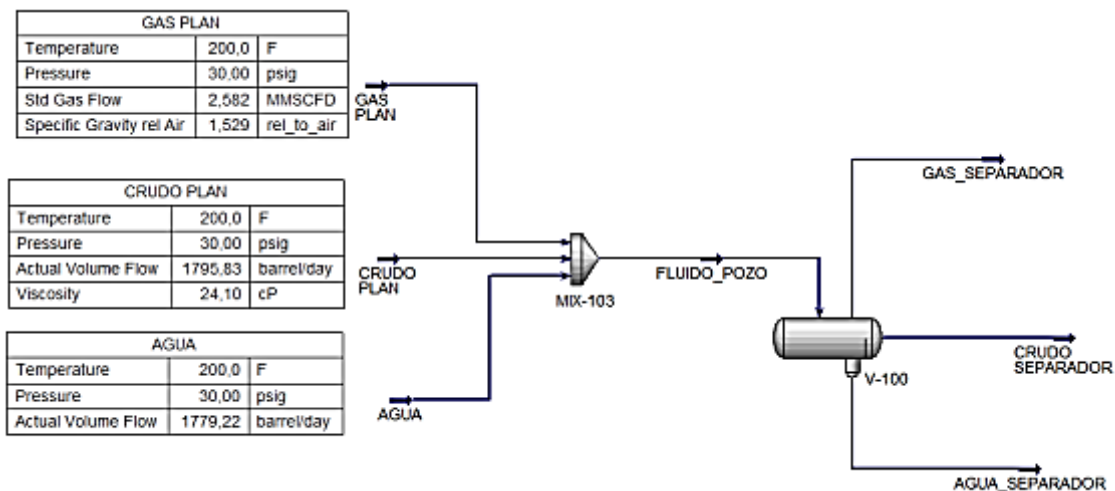 GAS PLAN
Temperature 200,0 F
Pressure 30,00 psig
Std Gas Flow 2,582 MMSCFD
Specific Gravity rel Air 1,529 rel_to_air
GAS
PLAN
GAS_SEPARADOR
CRUDO PLAN
Temperature 200,0 F
Pressure 30,00 psig
Actual Volume Flow 1795,83 barrel/day
Viscosity 24,10 cP
CRUDO
PLAN
MIX-103
FLUIDO_POZO
CRUDO
SEPARADOR
V-100
AGUA
Temperature 200,0 F
Pressure 30,00 psig
Actual Volume Flow 1779,22 barrel/day
AGUA
AGUA_SEPARADOR